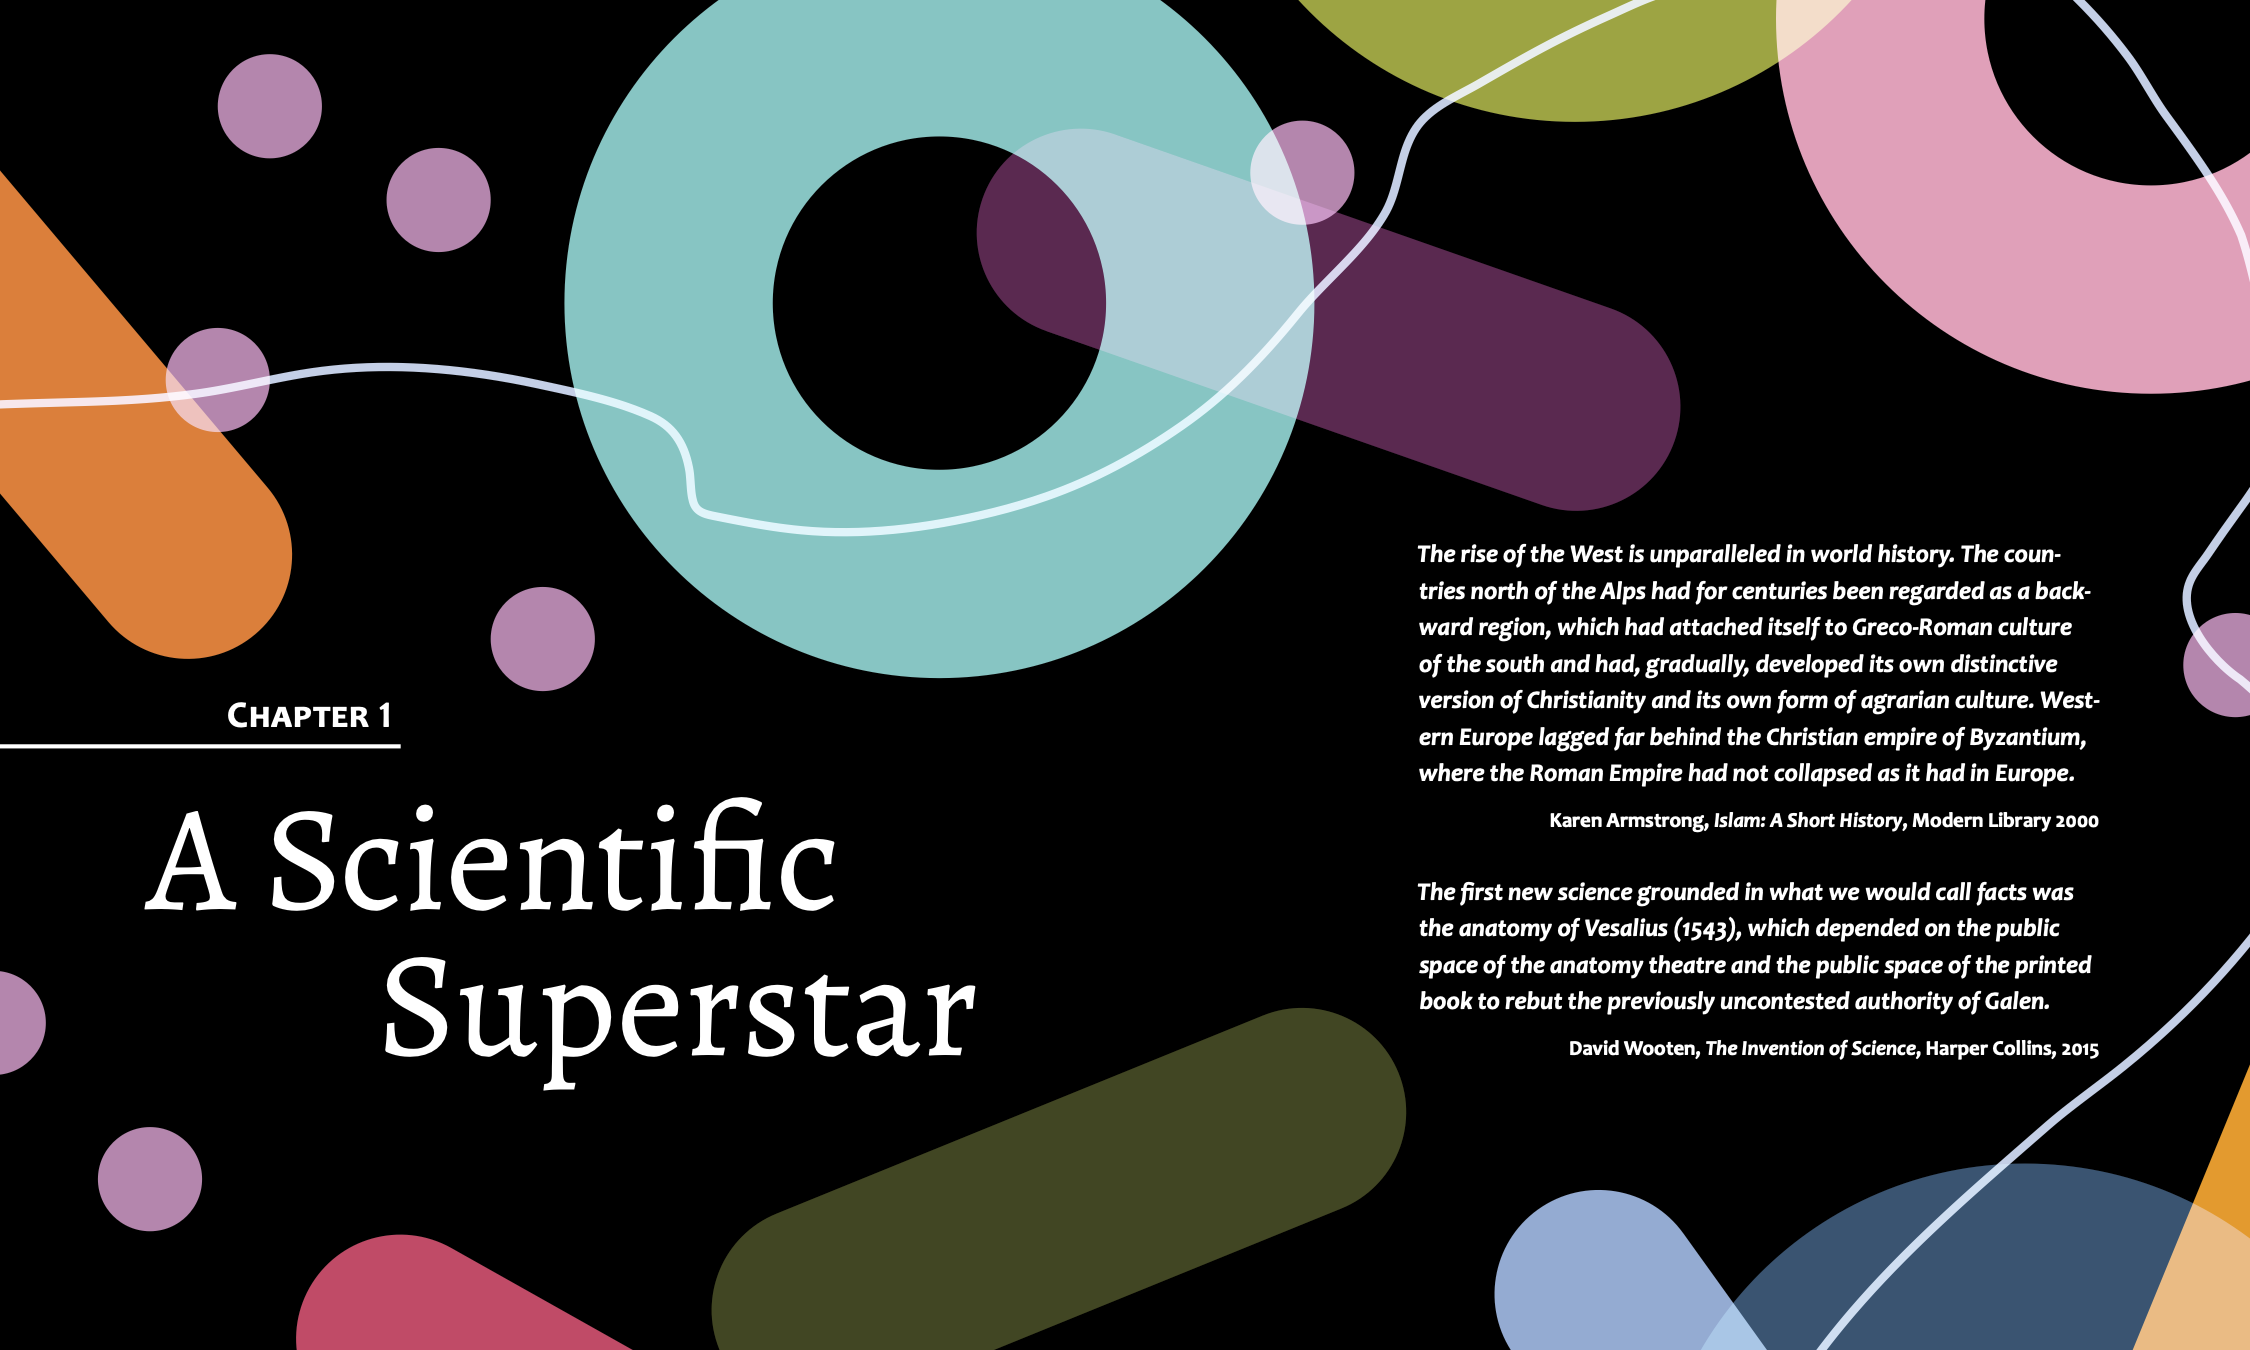 Chapter 1
A Scientific
Superstar
The rise of the West is unparalleled in world history. The coun-
tries north of the Alps had for centuries been regarded as a back-
ward region, which had attached itself to Greco-Roman culture
of the south and had, gradually, developed its own distinctive
version of Christianity and its own form of agrarian culture. West-
ern Europe lagged far behind the Christian empire of Byzantium,
where the Roman Empire had not collapsed as it had in Europe.
Karen Armstrong, Islam: A Short History, Modern Library 2000
The first new science grounded in what we would call facts was
the anatomy of Vesalius (1543), which depended on the public
space of the anatomy theatre and the public space of the printed
book to rebut the previously uncontested authority of Galen.
David Wooten, The Invention of Science, Harper Collins, 2015